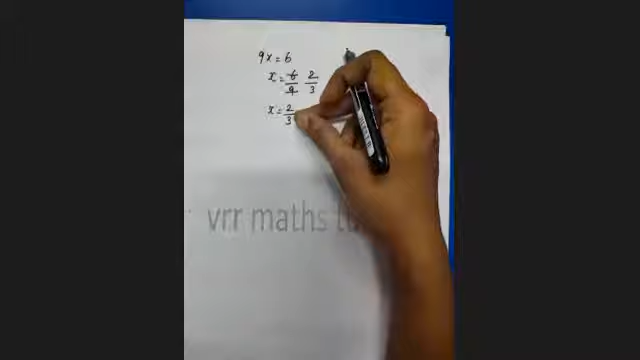 9x = 6
x = 6/9 2/3
x = 2/3
vrr maths